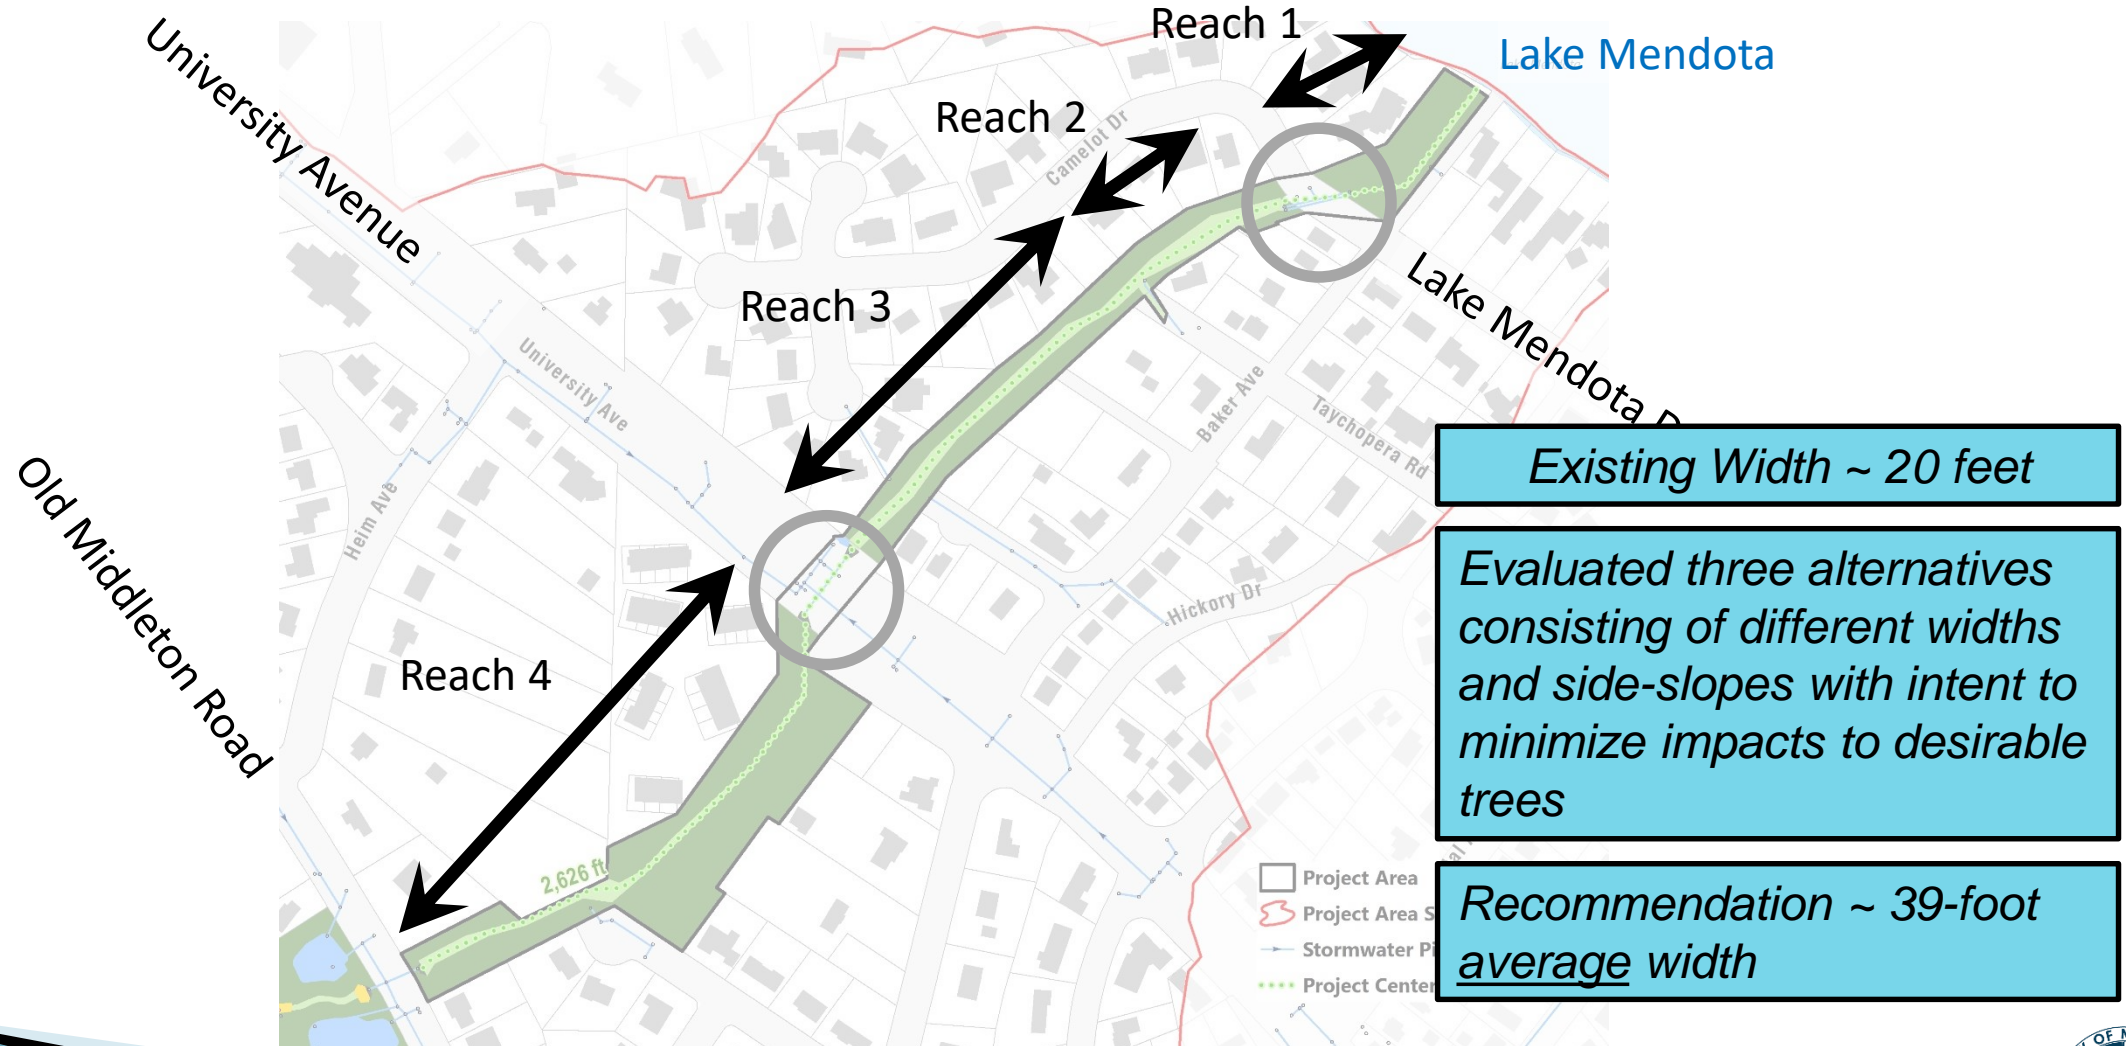 Reach 1
Lake Mendota
Reach 2
Camelot Dr
University Avenue
Reach 3
Lake Mendota
University Ave
Baker Ave
Taychopera Rd
Existing Width ~ 20 feet
Old Middleton Road
Heim Ave
Evaluated three alternatives
consisting of different widths
and side-slopes with intent to
minimize impacts to desirable
trees
Hickory Dr
Reach 4
2,626 ft
Project Area
Project Area S
Stormwater Pi
Project Center
Recommendation ~ 39-foot
average width
OF M